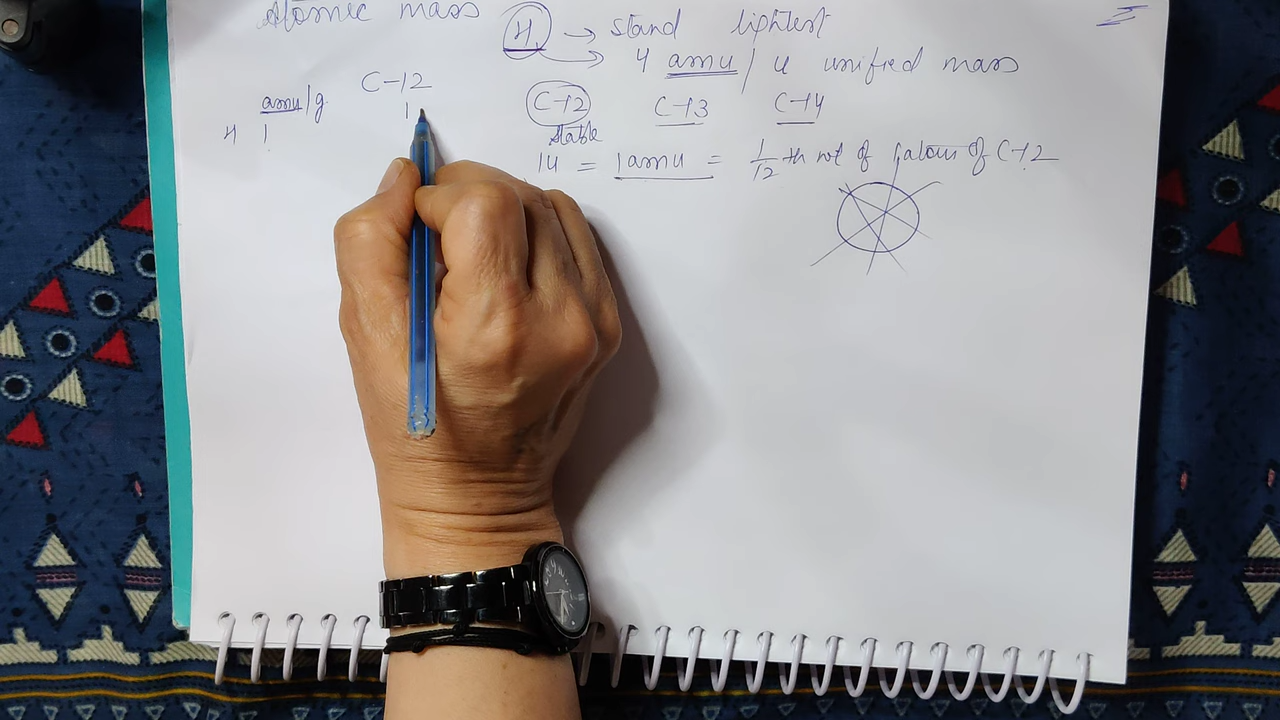 Atomic mass
H → stand lightest
→ 4 amu / u unified mass
C-12
amu/g
H 1
1
C-12 C-13 C-14
stable
1u = 1amu = 1/12 th wt of 1 atom of C-12